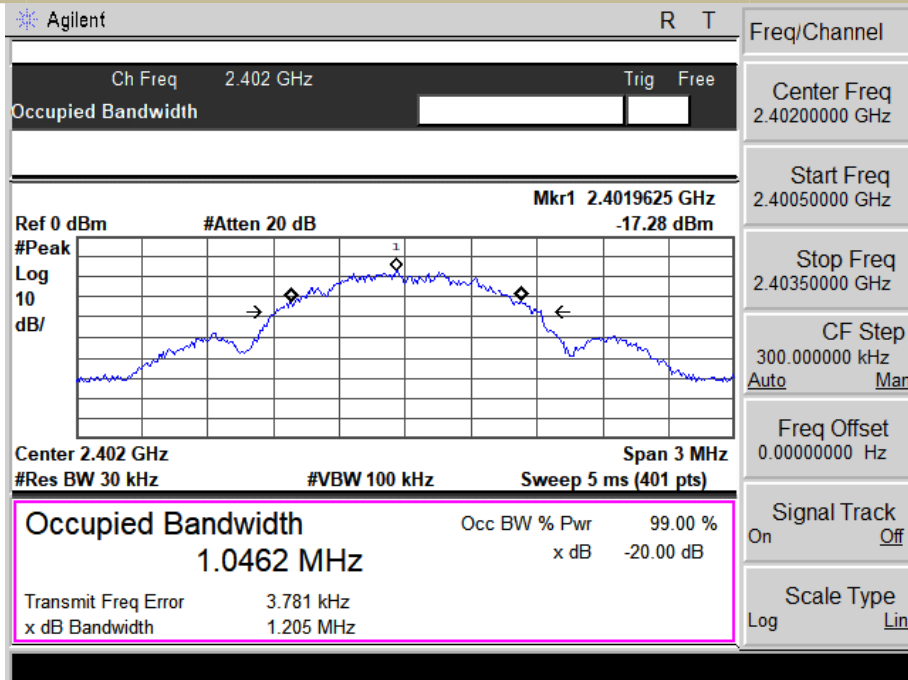 Agilent R T
Ch Freq 2.402 GHz Trig Free
Occupied Bandwidth
Mkr1 2.4019625 GHz
Ref 0 dBm #Atten 20 dB -17.28 dBm
#Peak
Log
10
dB/
1
Center 2.402 GHz Span 3 MHz
#Res BW 30 kHz #VBW 100 kHz Sweep 5 ms (401 pts)
Occupied Bandwidth Occ BW % Pwr 99.00 %
1.0462 MHz x dB -20.00 dB
Transmit Freq Error 3.781 kHz
x dB Bandwidth 1.205 MHz
Freq/Channel
Center Freq
2.40200000 GHz
Start Freq
2.40050000 GHz
Stop Freq
2.40350000 GHz
CF Step
300.000000 kHz
Auto Man
Freq Offset
0.00000000 Hz
Signal Track
On Off
Scale Type
Log Lin